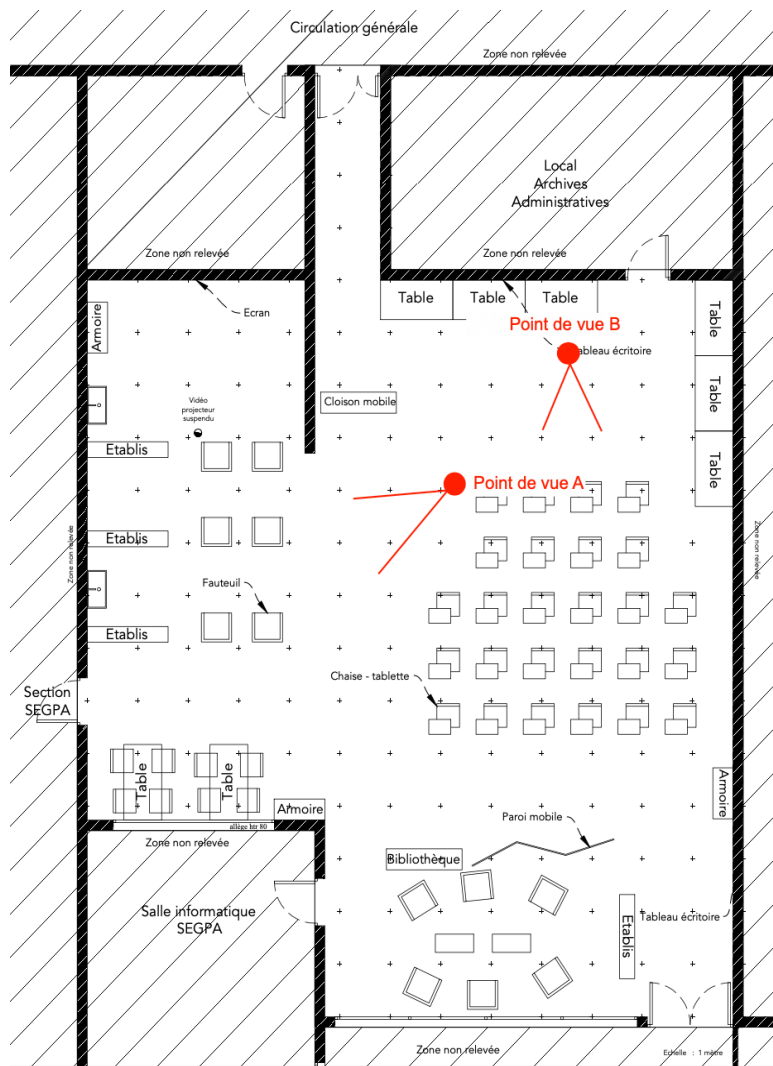 Circulation générale
Zone non relevée
Local
Archives
Administratives
Zone non relevée
Zone non relevée
Ecran
Armoire
Table
Table
Table
Table
Point de vue B
Tableau écritoire
Table
Cloison mobile
Vidéo
projecteur
suspendu
Etablis
Table
Point de vue A
Etablis
Zone non relevée
Zone non relevée
Fauteuil
Etablis
Chaise - tablette
Section
SEGPA
Table
Table
Armoire
Armoire
allège htr 80
Zone non relevée
Paroi mobile
Bibliothèque
Salle informatique
SEGPA
Etablis
Tableau écritoire
Zone non relevée
Echelle : 1 mètre